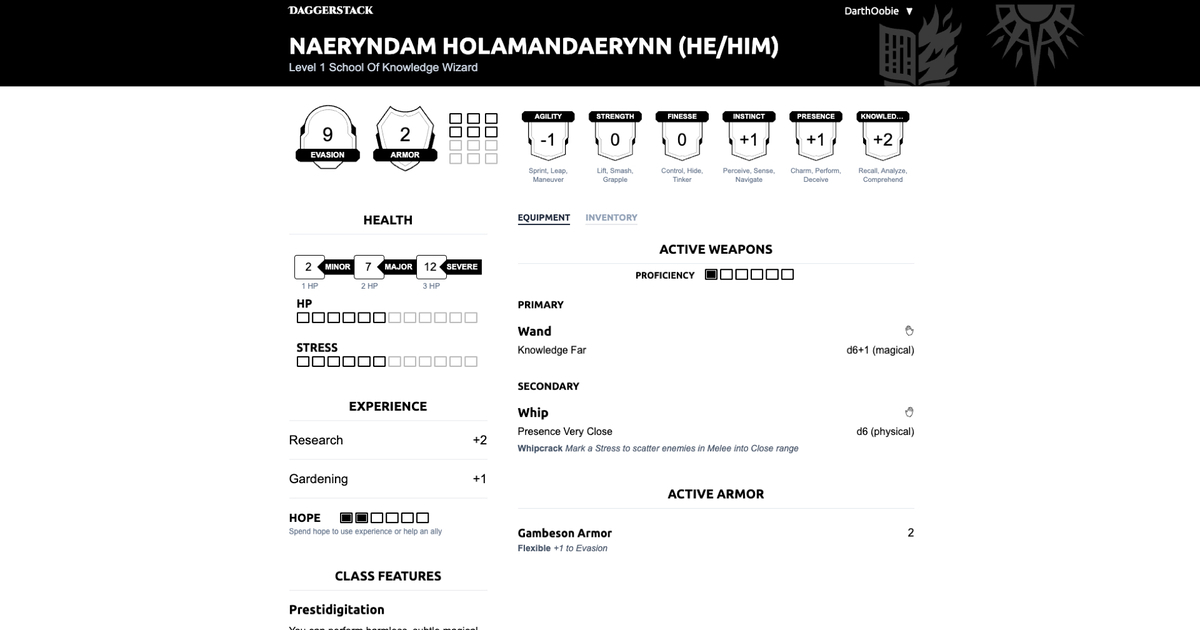 DAGGERSTACK
DarthOobie ▼
NAERYNDAM HOLAMANDAERYNN (HE/HIM)
Level 1 School Of Knowledge Wizard
9
EVASION
2
ARMOR
AGILITY
-1
Sprint, Leap,
Maneuver
STRENGTH
0
Lift, Smash,
Grapple
FINESSE
0
Control, Hide,
Tinker
INSTINCT
+1
Perceive, Sense,
Navigate
PRESENCE
+1
Charm, Perform,
Deceive
KNOWLED...
+2
Recall, Analyze,
Comprehend
HEALTH
2 MINOR 7 MAJOR 12 SEVERE
1 HP 2 HP 3 HP
HP
STRESS
EXPERIENCE
Research +2
Gardening +1
HOPE
Spend hope to use experience or help an ally
CLASS FEATURES
Prestidigitation
You can perform harmless, subtle magical
EQUIPMENT INVENTORY
ACTIVE WEAPONS
PROFICIENCY
PRIMARY
Wand
Knowledge Far d6+1 (magical)
SECONDARY
Whip
Presence Very Close d6 (physical)
Whipcrack Mark a Stress to scatter enemies in Melee into Close range
ACTIVE ARMOR
Gambeson Armor 2
Flexible +1 to Evasion